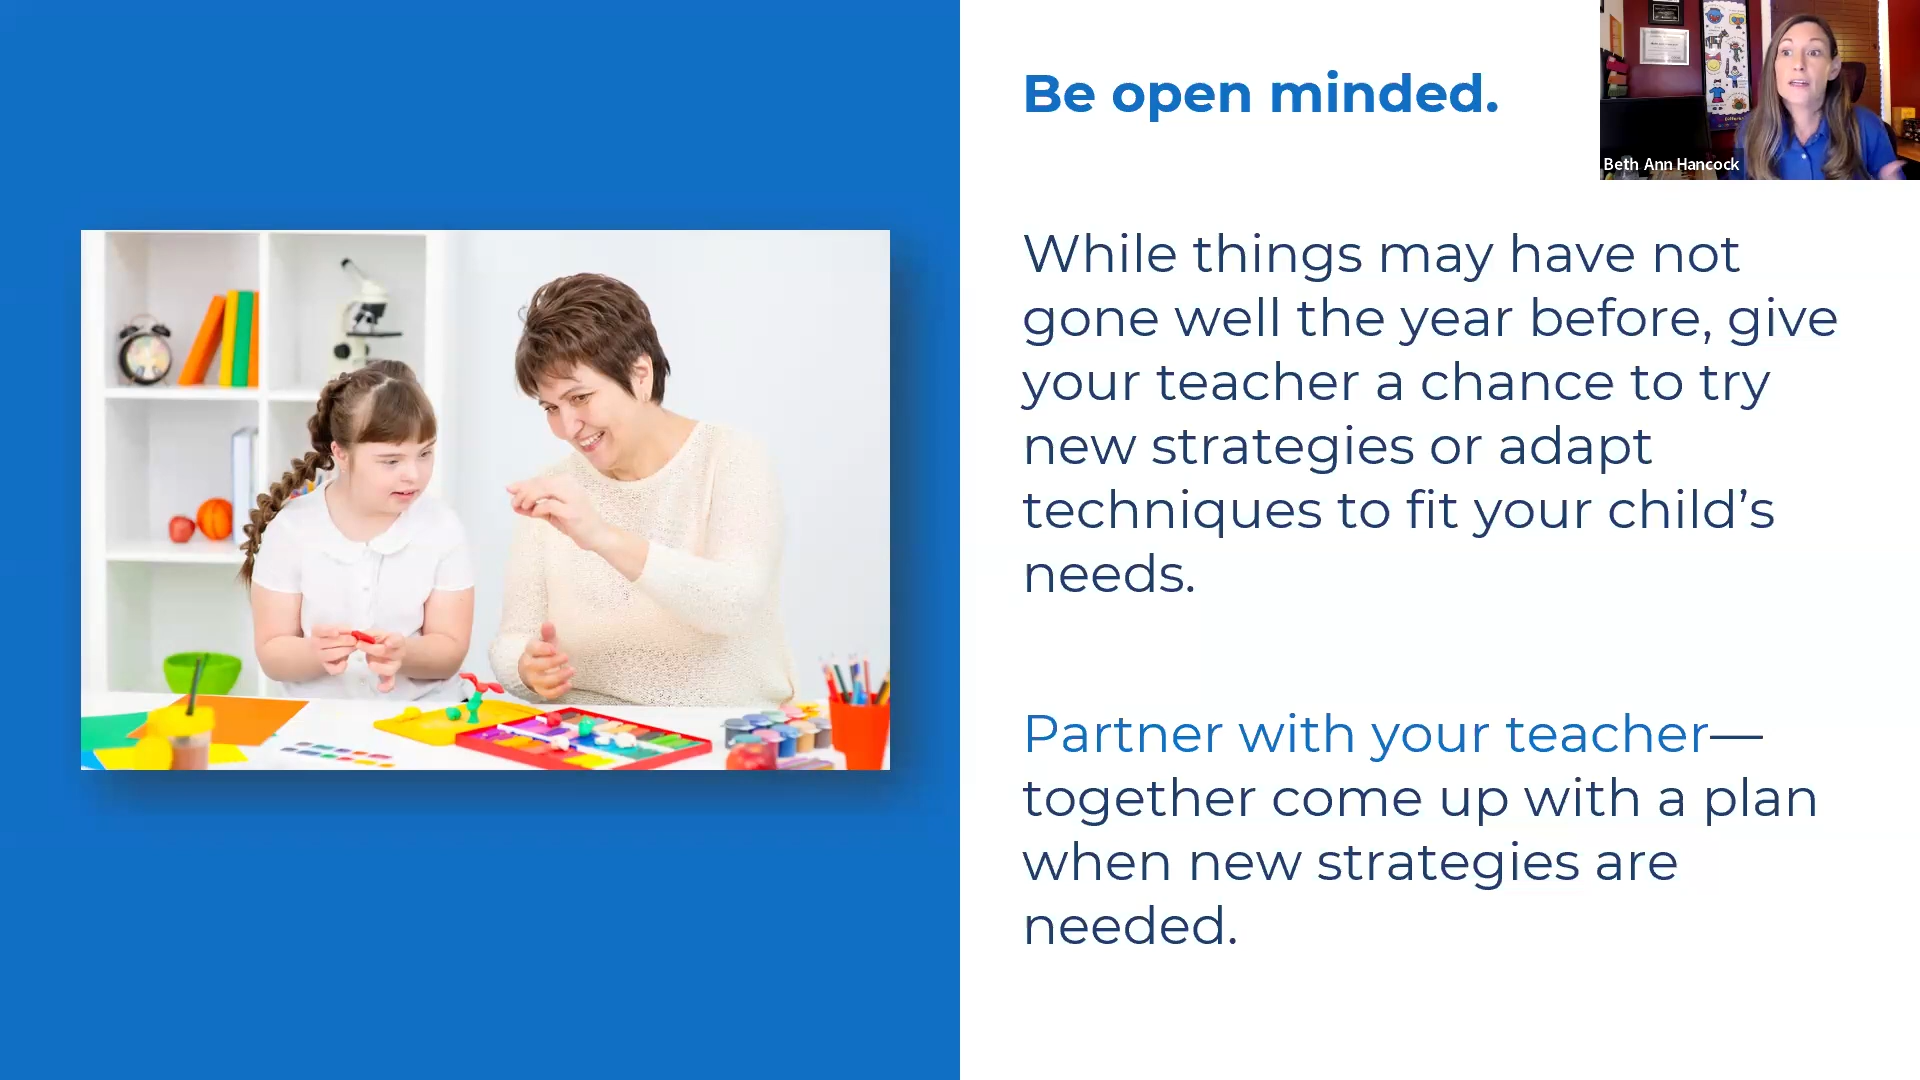 Be open minded.
Beth Ann Hancock
While things may have not
gone well the year before, give
your teacher a chance to try
new strategies or adapt
techniques to fit your child’s
needs.
Partner with your teacher—
together come up with a plan
when new strategies are
needed.